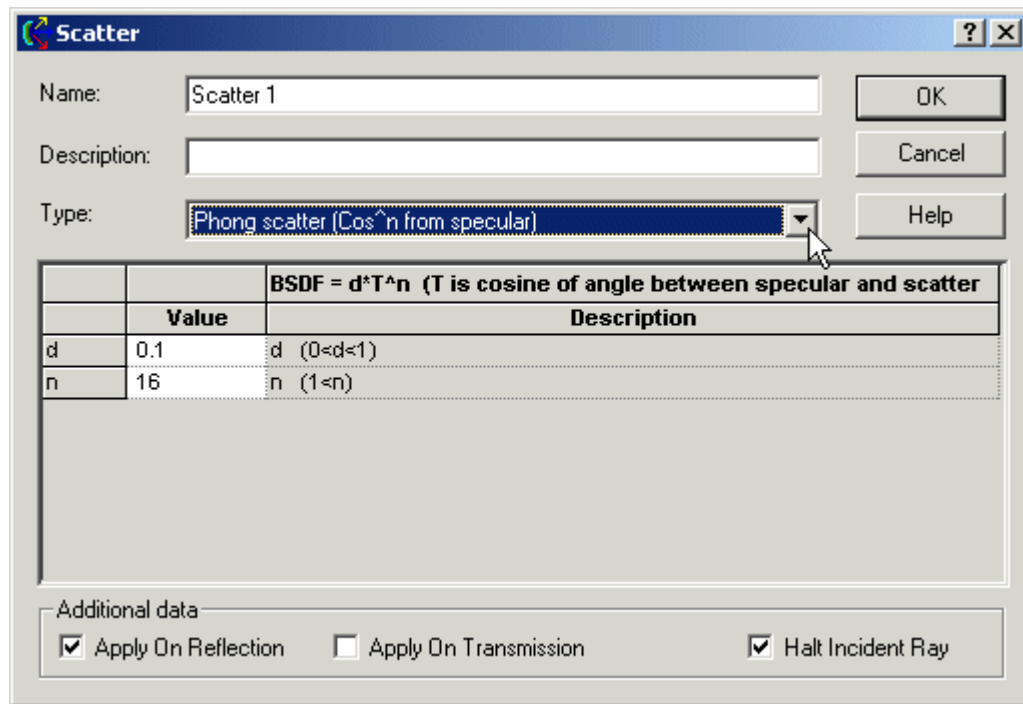 Scatter
Name: Scatter 1 OK
Description: Cancel
Type: Phong scatter (Cos^n from specular) Help
BSDF = d*T^n (T is cosine of angle between specular and scatter
Value Description
d 0.1 d (0<d<1)
n 16 n (1<n)
Additional data
Apply On Reflection Apply On Transmission Halt Incident Ray